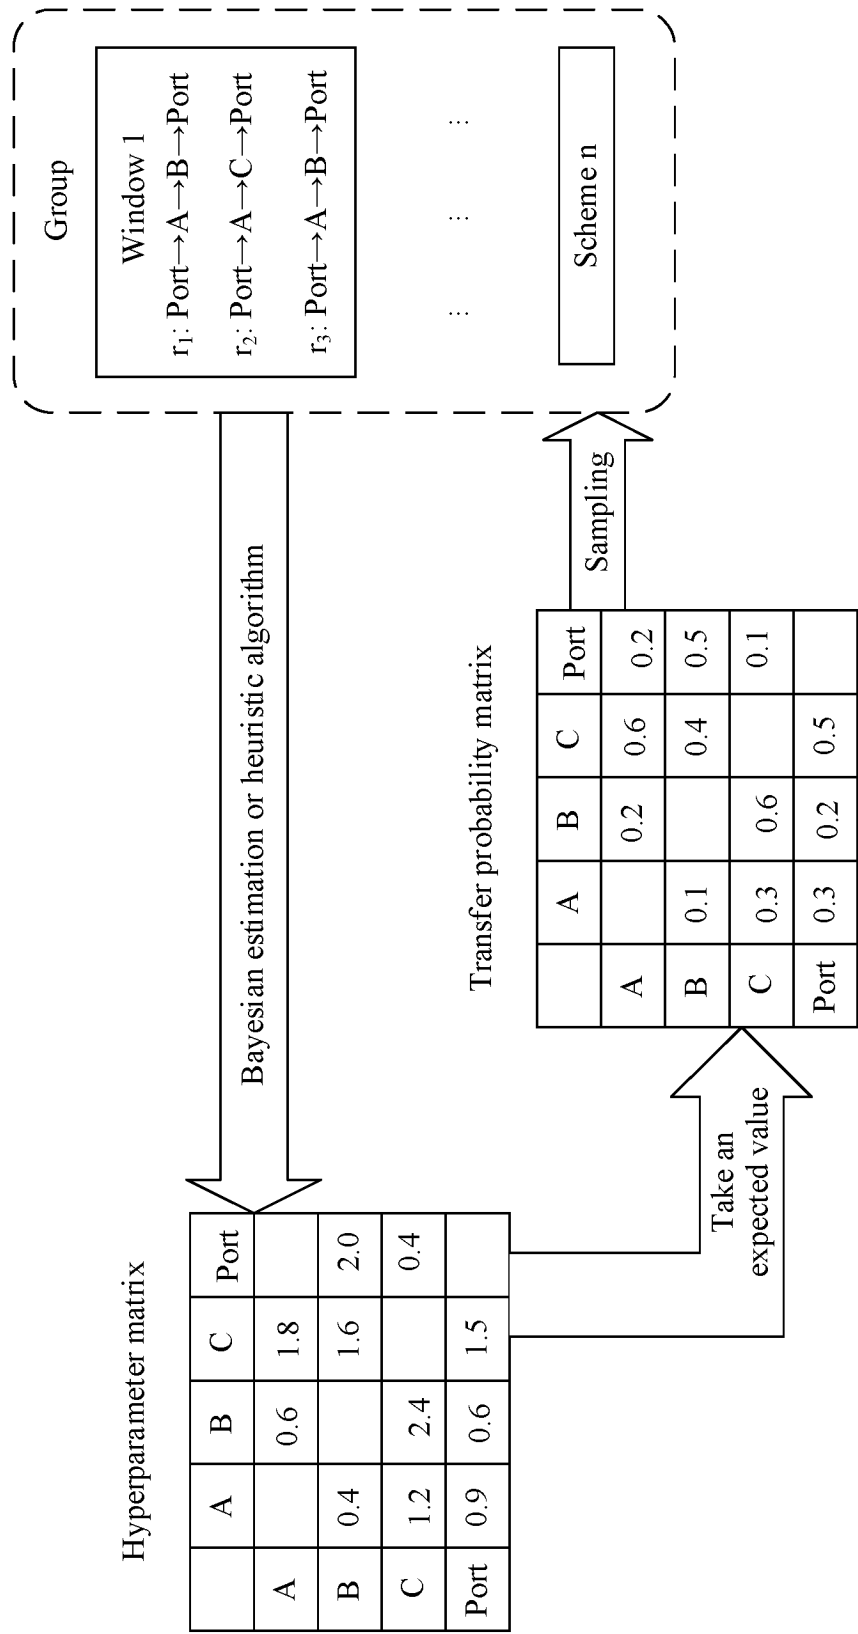 Hyperparameter matrix
A B C Port
A 0.6 1.8
B 0.4 1.6 2.0
C 1.2 2.4 0.4
Port 0.9 0.6 1.5
Bayesian estimation or heuristic algorithm
Group
Window 1
r₁: Port→A→B→Port
r₂: Port→A→C→Port
r₃: Port→A→B→Port
... ... ...
Scheme n
Take an
expected value
Transfer probability matrix
A B C Port
A 0.2 0.6 0.2
B 0.1 0.4 0.5
C 0.3 0.6 0.1
Port 0.3 0.2 0.5
Sampling